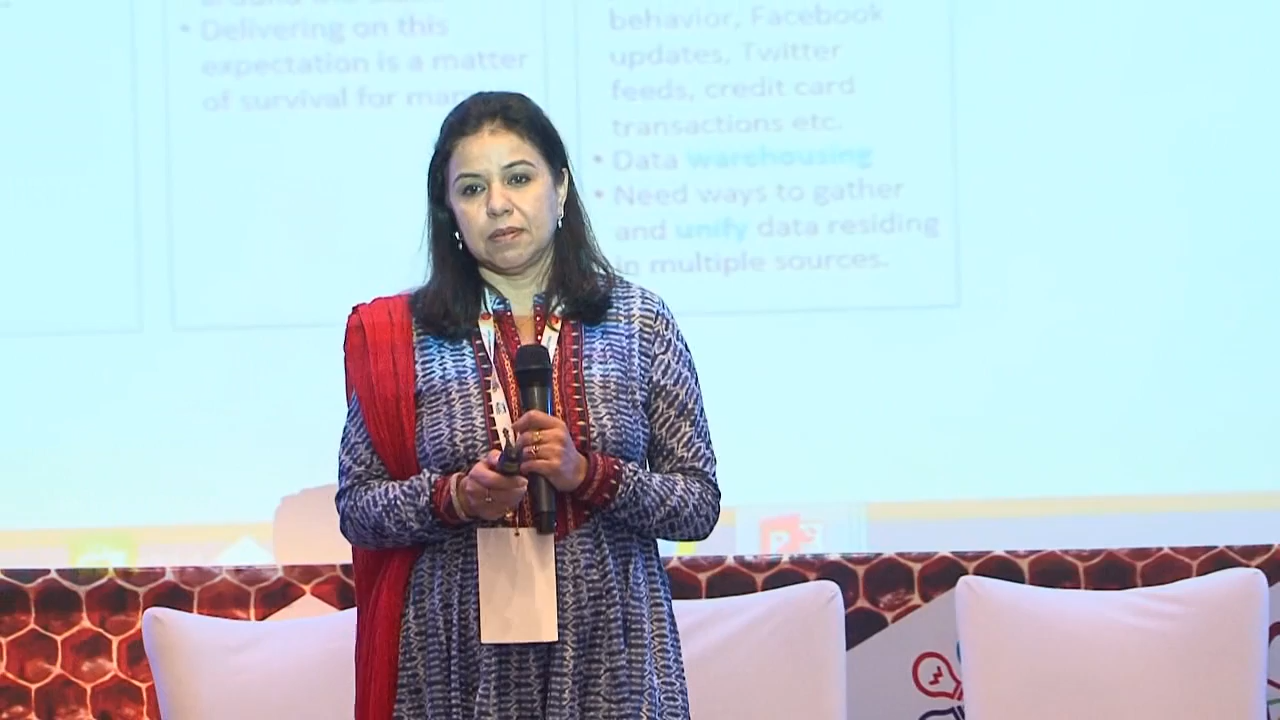 • Delivering on this
expectation is a matter
of survival for
behavior, Facebook
updates, Twitter
feeds, credit card
transactions etc.
• Data warehousing
• Need ways to gather
and unify data residing
in multiple sources.